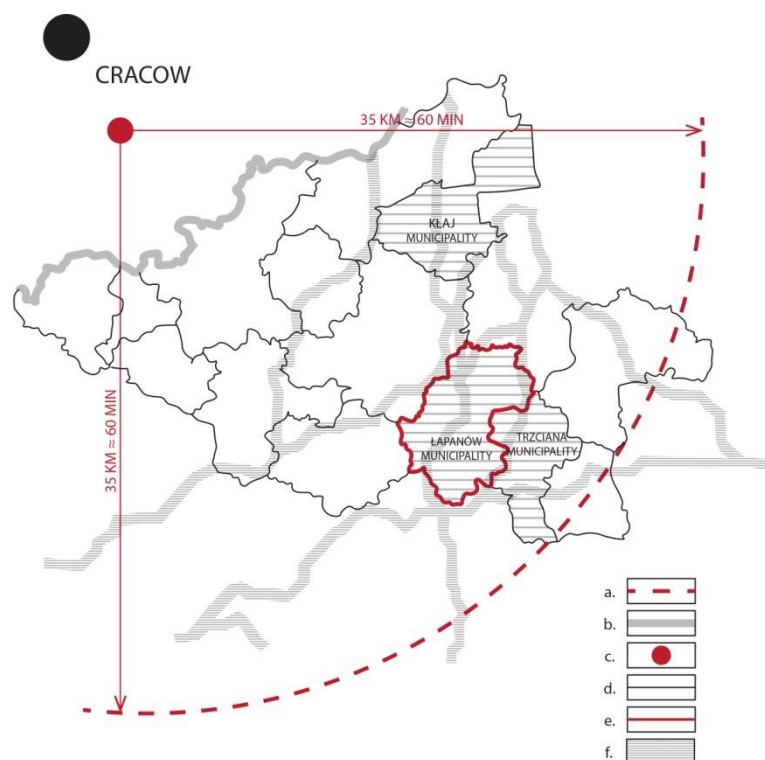 CRACOW
35 KM ≈ 60 MIN
KŁAJ
MUNICIPALITY
35 KM ≈ 60 MIN
ŁAPANÓW
MUNICIPALITY
TRZCIANA
MUNICIPALITY
a.
b.
c.
d.
e.
f.